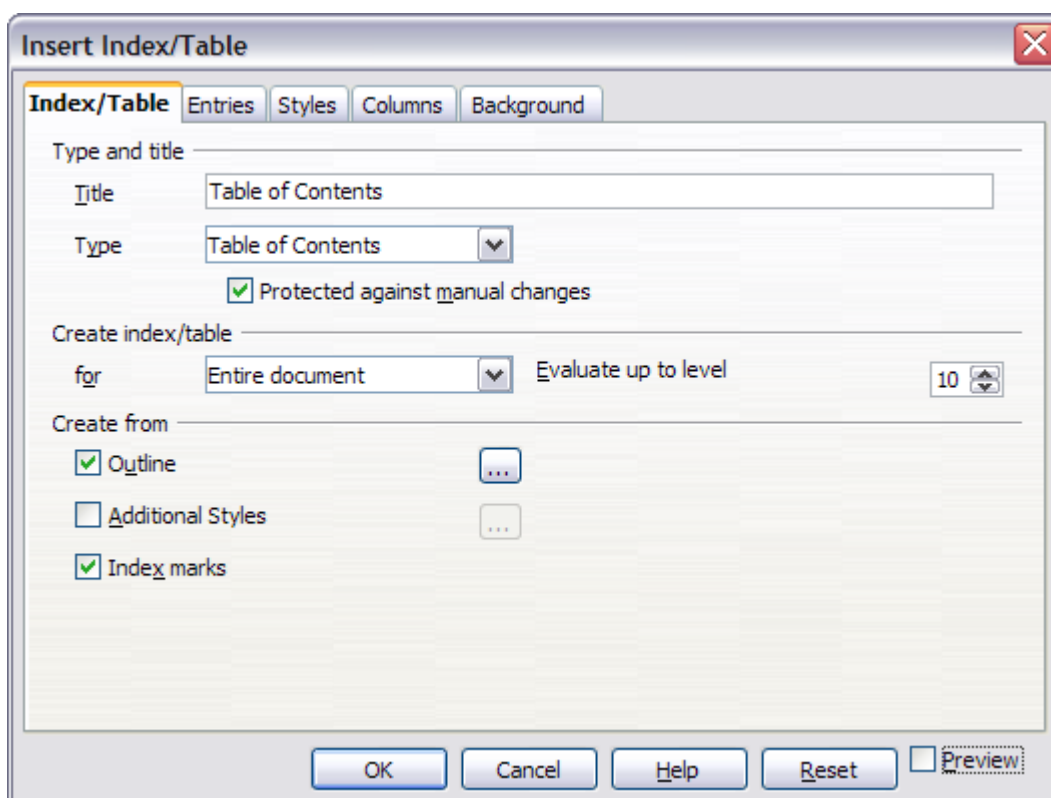 Insert Index/Table
Index/Table Entries Styles Columns Background
Type and title
Title Table of Contents
Type Table of Contents
Protected against manual changes
Create index/table
for Entire document Evaluate up to level 10
Create from
Outline ...
Additional Styles ...
Index marks
OK Cancel Help Reset Preview